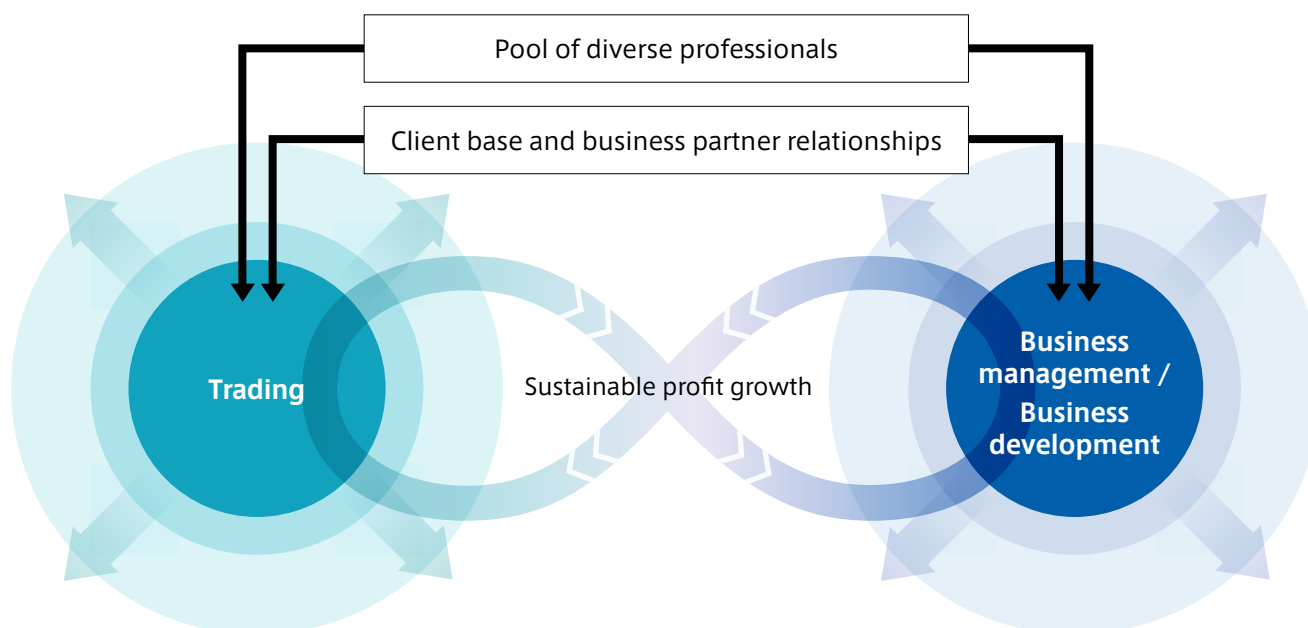 Pool of diverse professionals
Client base and business partner relationships
Trading
Sustainable profit growth
Business
management /
Business
development